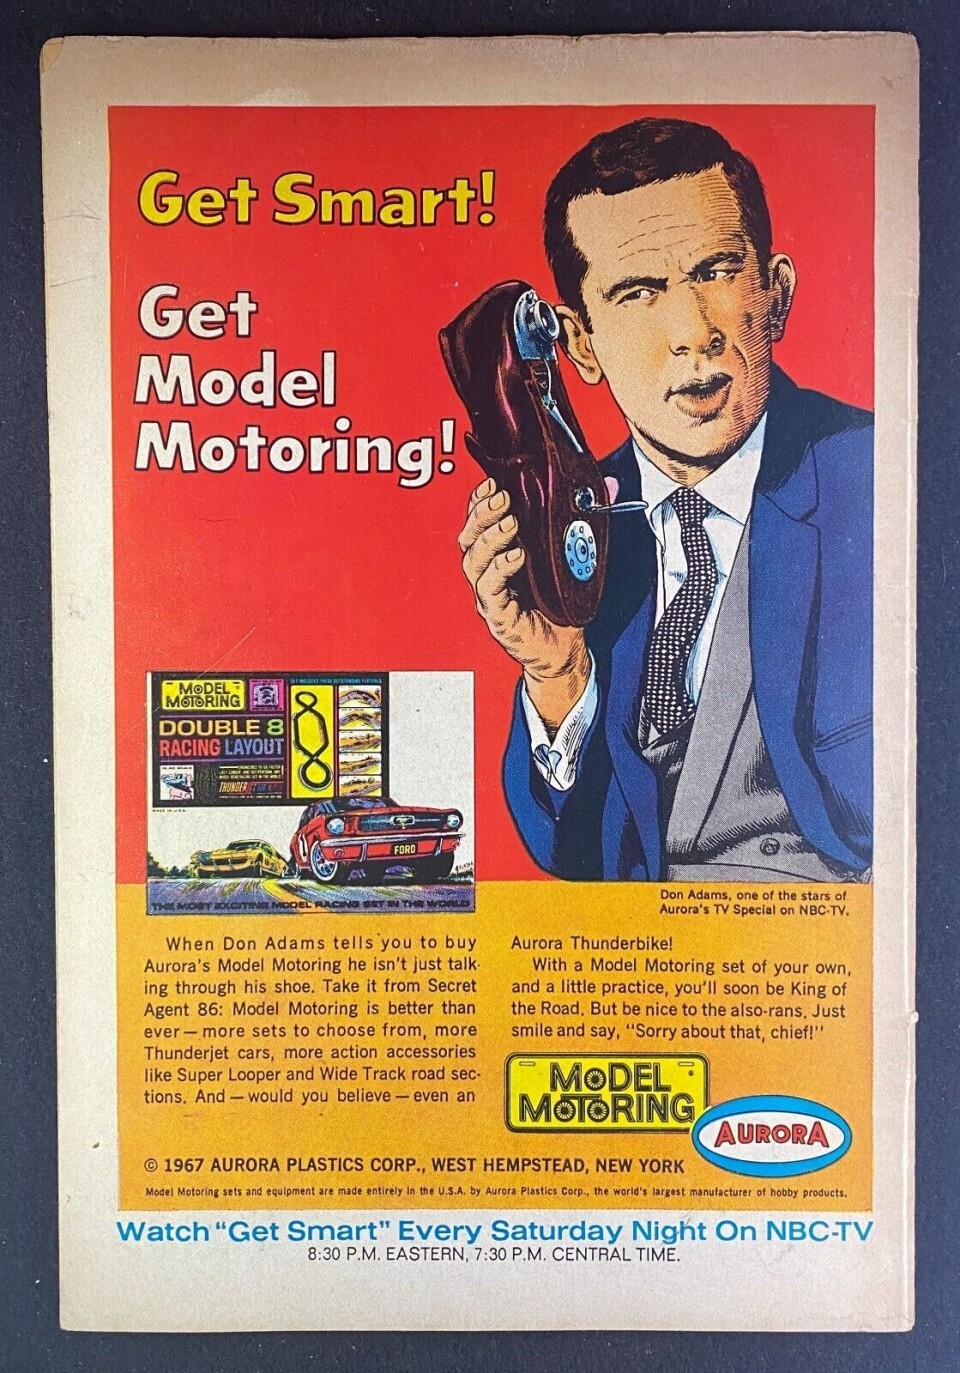 Get Smart!
Get
Model
Motoring!
MODEL
MOTORING
SET INCLUDES THESE OUTSTANDING FEATURES
DOUBLE 8
RACING LAYOUT
THUNDER
MADE IN U.S.A.
FORD
THE MOST EXCITING MODEL RACING SET IN THE WORLD
Don Adams, one of the stars of
Aurora's TV Special on NBC-TV.
When Don Adams tells you to buy
Aurora's Model Motoring he isn't just talk-
ing through his shoe. Take it from Secret
Agent 86: Model Motoring is better than
ever — more sets to choose from, more
Thunderjet cars, more action accessories
like Super Looper and Wide Track road sec-
tions. And — would you believe — even an
Aurora Thunderbike!
With a Model Motoring set of your own,
and a little practice, you'll soon be King of
the Road. But be nice to the also-rans. Just
smile and say, "Sorry about that, chief!"
MODEL
MOTORING
®
AURORA
© 1967 AURORA PLASTICS CORP., WEST HEMPSTEAD, NEW YORK
Model Motoring sets and equipment are made entirely in the U.S.A. by Aurora Plastics Corp., the world's largest manufacturer of hobby products.
Watch "Get Smart" Every Saturday Night On NBC-TV
8:30 P.M. EASTERN, 7:30 P.M. CENTRAL TIME.